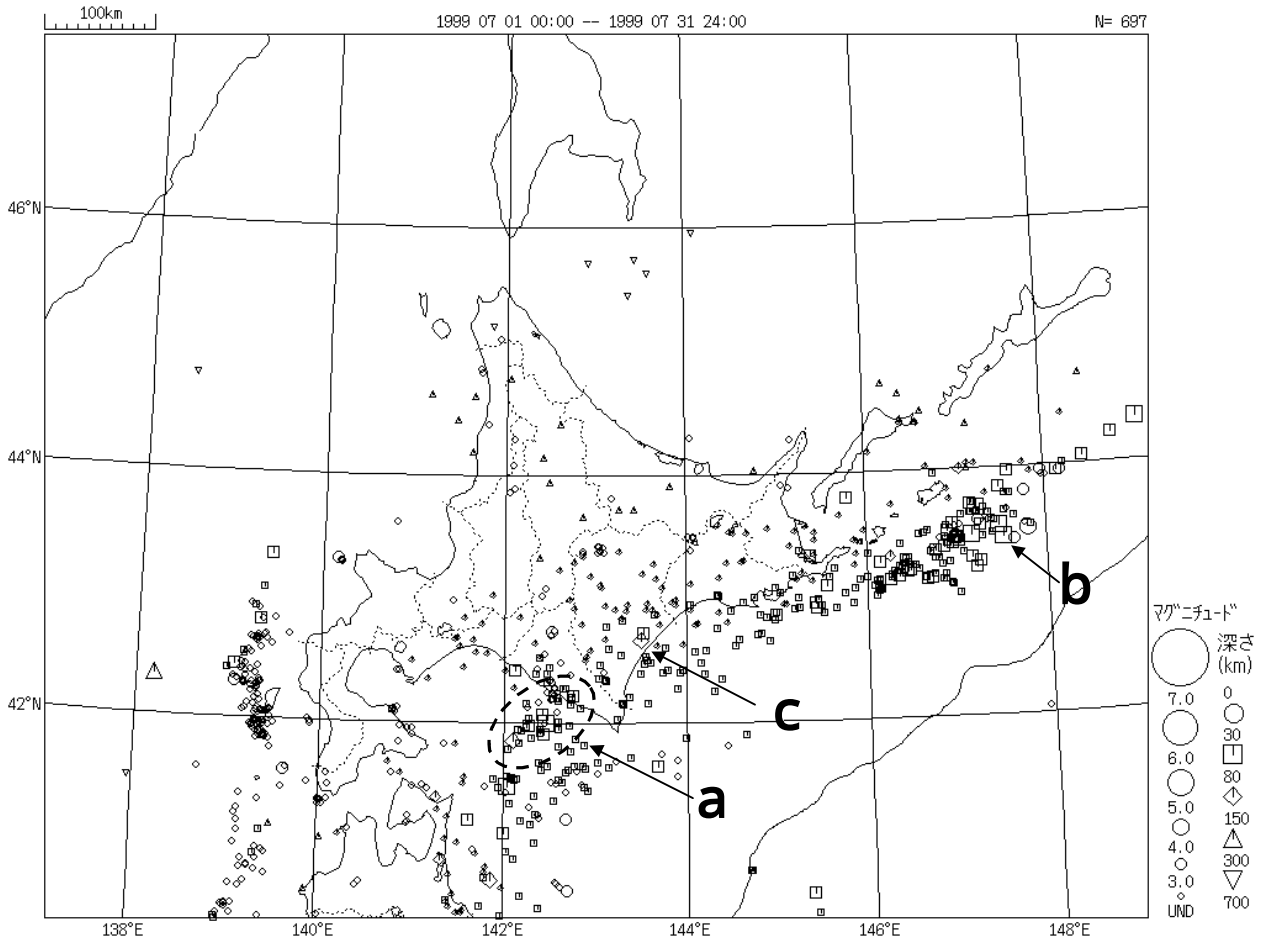 100km
1999 07 01 00:00 -- 1999 07 31 24:00
N= 697
46°N
44°N
42°N
138°E
140°E
142°E
144°E
146°E
148°E
a
b
c
ﾏｸﾞﾆﾁｭｰﾄﾞ
7.0
6.0
5.0
4.0
3.0
UND
深さ
(km)
0
30
80
150
300
700